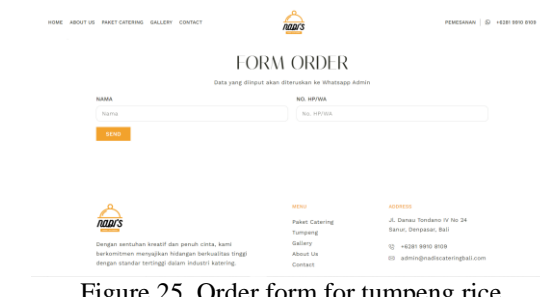 HOME ABOUT US PAKET CATERING GALLERY CONTACT
PEMESANAN
+6281 9910 9109
FORM ORDER
Data yang diinput akan diteruskan ke Whatsapp Admin
NAMA
NO. HP/WA
Nama
No. HP/WA
SEND
MENU
ADDRESS
Paket Catering
Tumpeng
Gallery
About Us
Contact
JL. Danau Tondano IV No 34
Sanur, Denpasar, Bali
+6281 9910 9109
admin@nadiscateringbali.com
Dengan sentuhan kreatif dan penuh cinta, kami
berkomitmen menyajikan hidangan berkualitas tinggi
dengan standar tertinggi dalam industri katering.
Figure 25. Order form for tumpeng rice